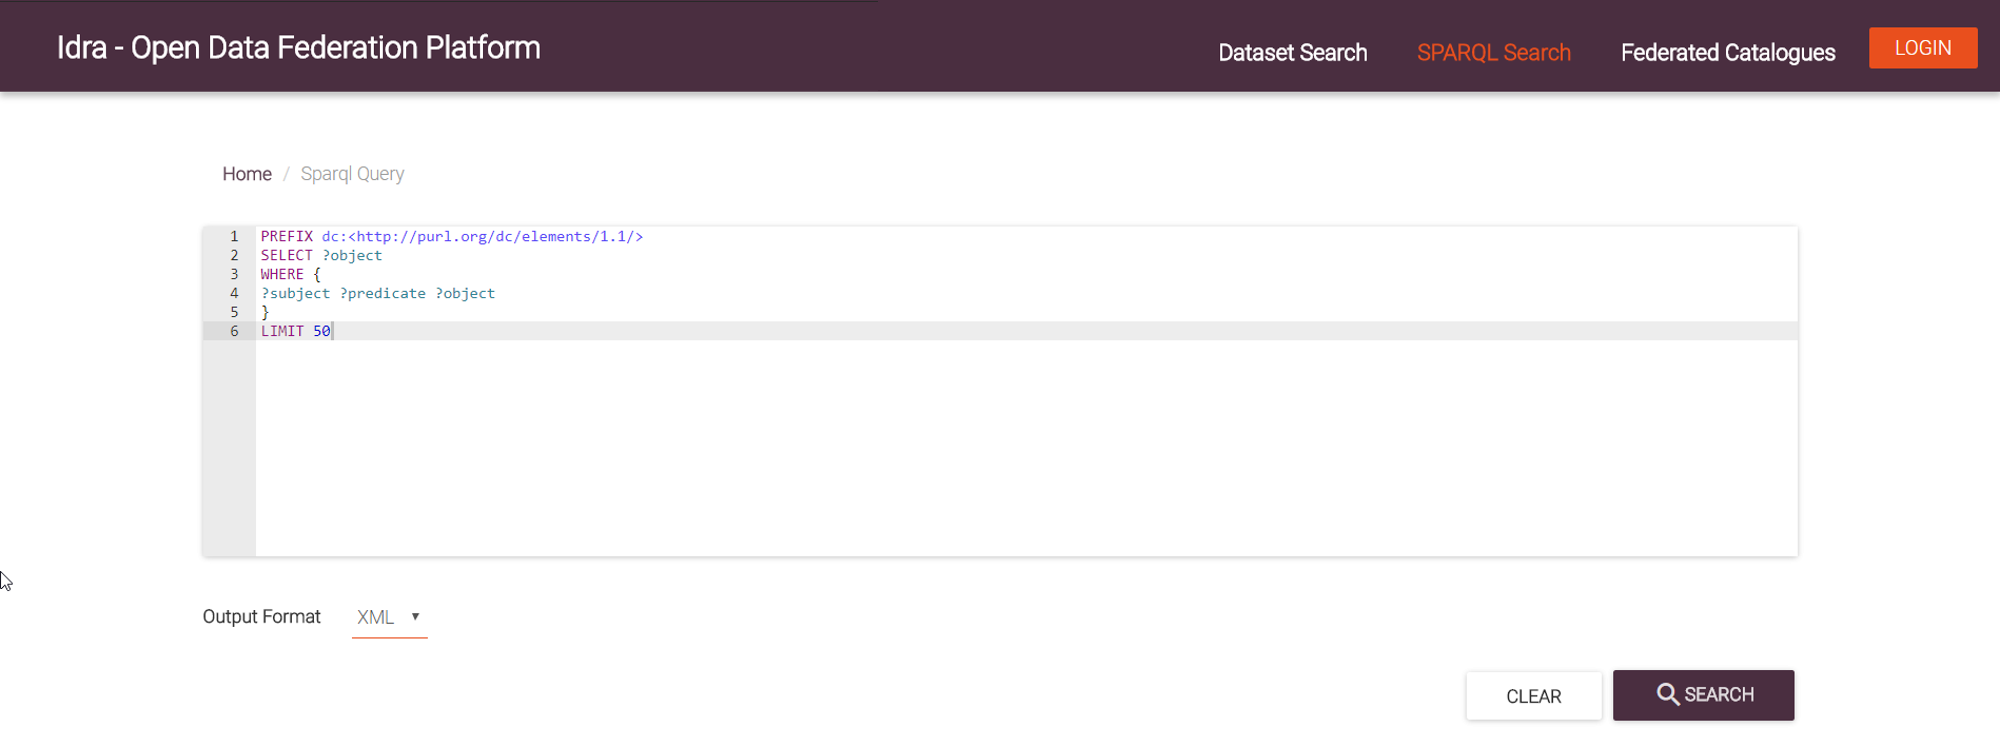 Idra - Open Data Federation Platform
Dataset Search
SPARQL Search
Federated Catalogues
LOGIN
Home / Sparql Query
1 PREFIX dc:<http://purl.org/dc/elements/1.1/>
2 SELECT ?object
3 WHERE {
4 ?subject ?predicate ?object
5 }
6 LIMIT 50
Output Format XML
CLEAR
SEARCH